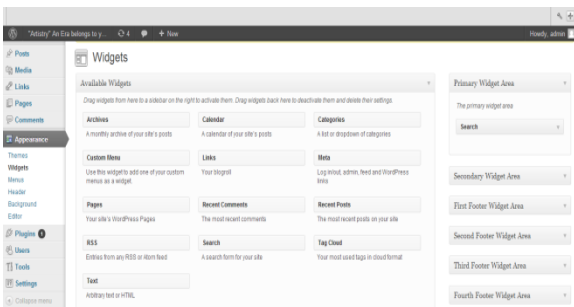 "Artistry" An Era belongs to y... 4 + New
Howdy, admin
Posts
Media
Links
Pages
Comments
Appearance
Themes
Widgets
Menus
Header
Background
Editor
Plugins
Users
Tools
Settings
Collapse menu
Widgets
Available Widgets
Drag widgets from here to a sidebar on the right to activate them. Drag widgets back here to deactivate them and delete their settings.
Archives
A monthly archive of your site's posts
Calendar
A calendar of your site's posts
Categories
A list or dropdown of categories
Custom Menu
Use this widget to add one of your custom
menus as a widget.
Links
Your blogroll
Meta
Log in/out, admin, feed and WordPress
links
Pages
Your site's WordPress Pages
Recent Comments
The most recent comments
Recent Posts
The most recent posts on your site
RSS
Entries from any RSS or Atom feed
Search
A search form for your site
Tag Cloud
Your most used tags in cloud format
Text
Arbitrary text or HTML
Primary Widget Area
The primary widget area
Search
Secondary Widget Area
First Footer Widget Area
Second Footer Widget Area
Third Footer Widget Area
Fourth Footer Widget Area